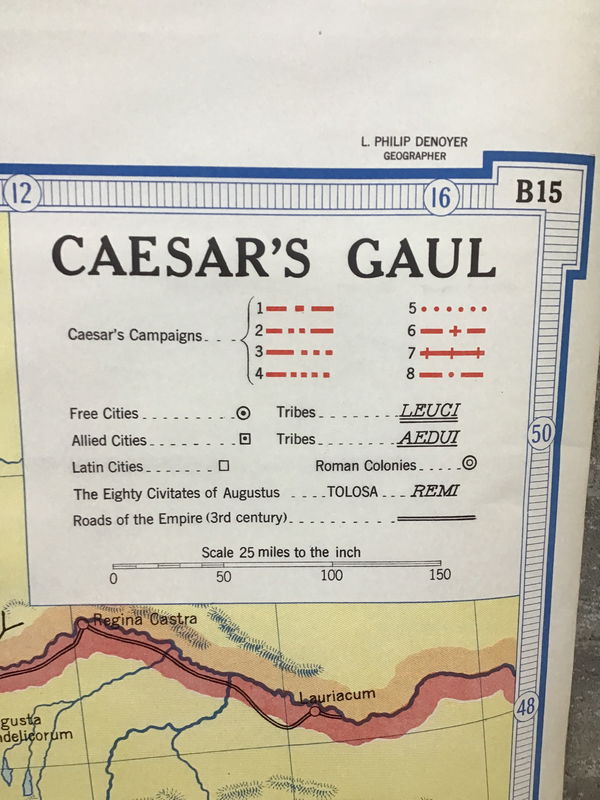 L. PHILIP DENOYER
GEOGRAPHER
12
16
B15
CAESAR'S GAUL
Caesar's Campaigns
1
5
2
6
3
7
4
8
Free Cities
Tribes
LEUCI
Allied Cities
Tribes
AEDUI
50
Latin Cities
Roman Colonies
The Eighty Civitates of Augustus
TOLOSA
REMI
Roads of the Empire (3rd century)
Scale 25 miles to the inch
0 50 100 150
Regina Castra
Lauriacum
48
gusta
ndelicorum